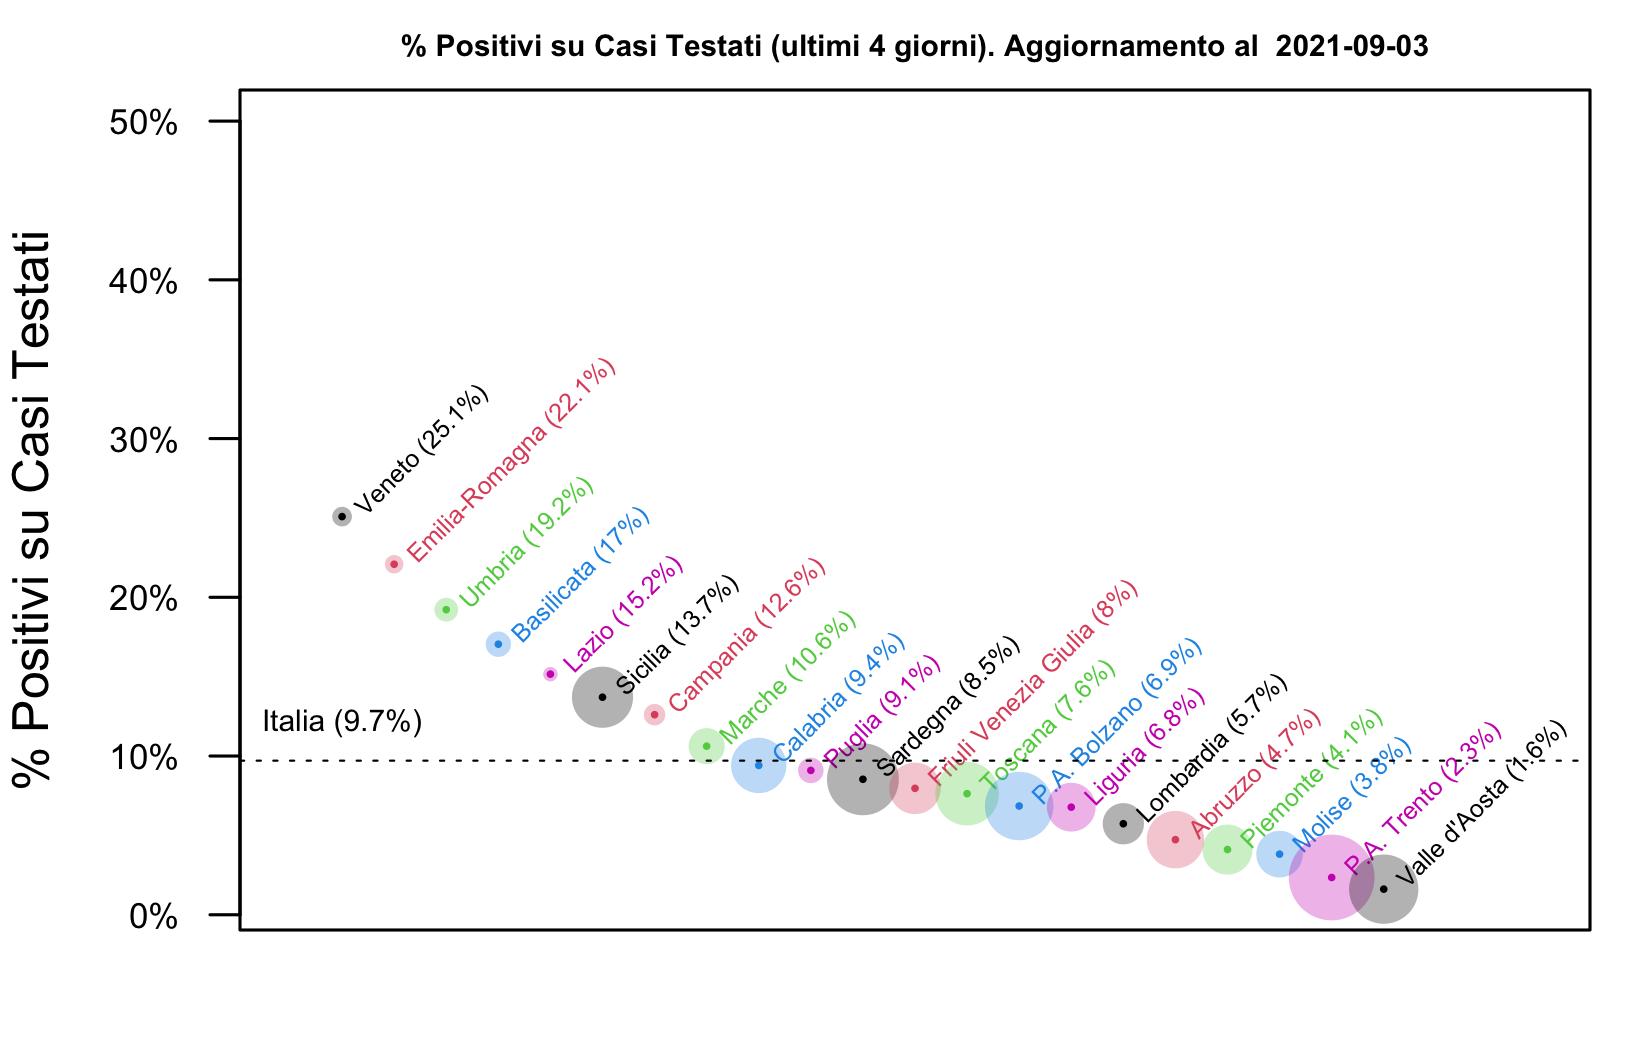 % Positivi su Casi Testati (ultimi 4 giorni). Aggiornamento al  2021-09-03
% Positivi su Casi Testati
50%
40%
30%
20%
10%
0%
Italia (9.7%)
Veneto (25.1%)
Emilia-Romagna (22.1%)
Umbria (19.2%)
Basilicata (17%)
Lazio (15.2%)
Sicilia (13.7%)
Campania (12.6%)
Marche (10.6%)
Calabria (9.4%)
Puglia (9.1%)
Sardegna (8.5%)
Friuli Venezia Giulia (8%)
Toscana (7.6%)
P.A. Bolzano (6.9%)
Liguria (6.8%)
Lombardia (5.7%)
Abruzzo (4.7%)
Piemonte (4.1%)
Molise (3.8%)
P.A. Trento (2.3%)
Valle d'Aosta (1.6%)